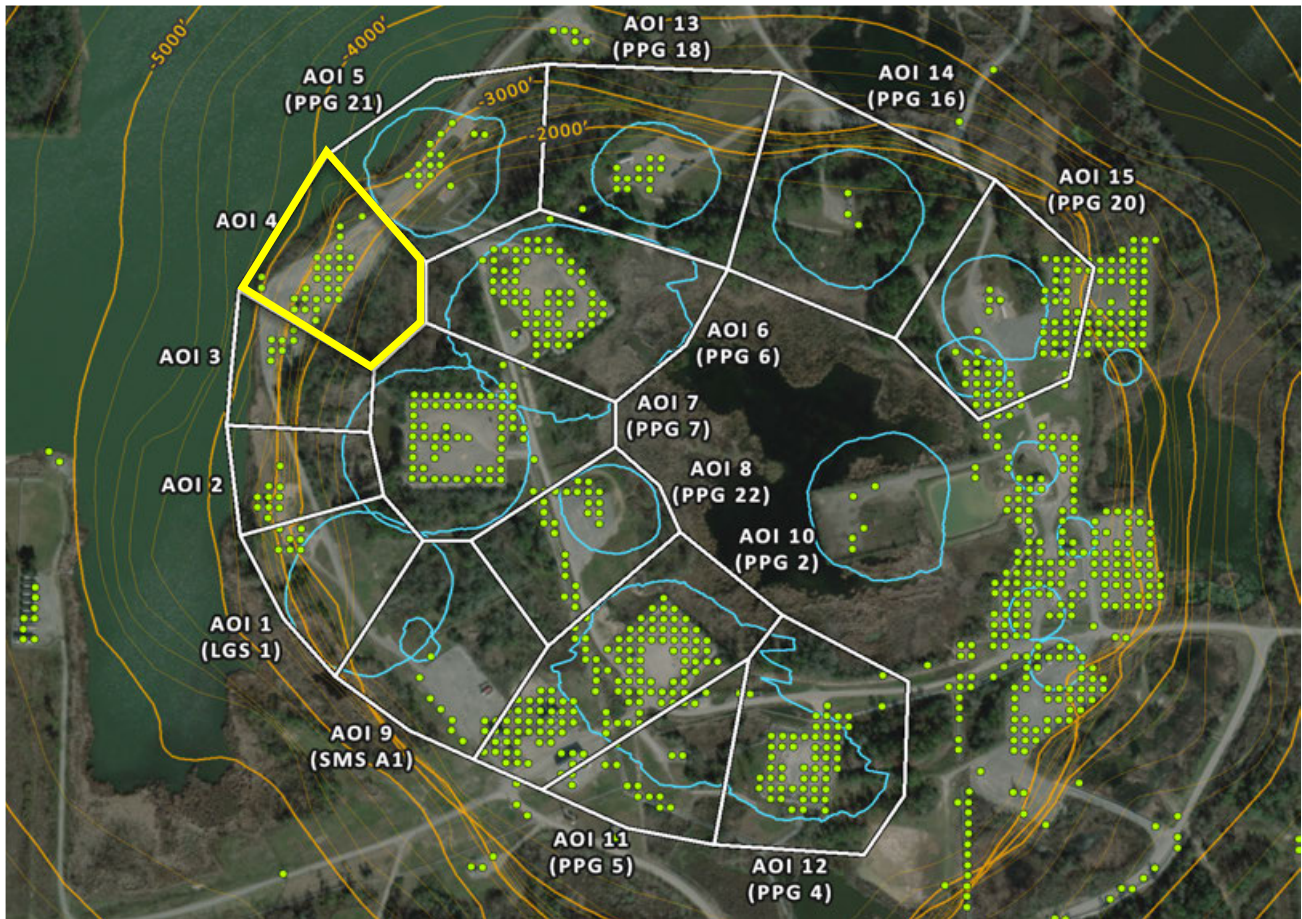 -5000'
-4000'
AOI 13
(PPG 18)
AOI 5
(PPG 21)
AOI 14
(PPG 16)
-3000'
-2000'
AOI 15
(PPG 20)
AOI 4
AOI 3
AOI 6
(PPG 6)
AOI 7
(PPG 7)
AOI 8
(PPG 22)
AOI 2
AOI 10
(PPG 2)
AOI 1
(LGS 1)
AOI 9
(SMS A1)
AOI 11
(PPG 5)
AOI 12
(PPG 4)